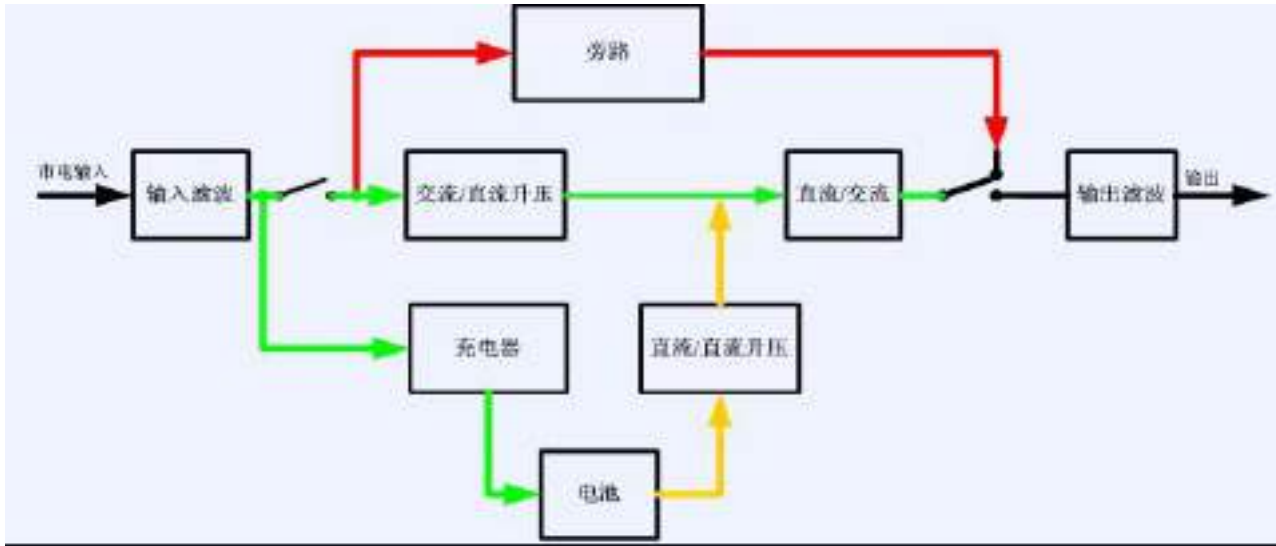 旁路
市电输入
输入滤波
交流/直流升压
直流/交流
输出滤波
输出
充电器
直流/直流升压
电池